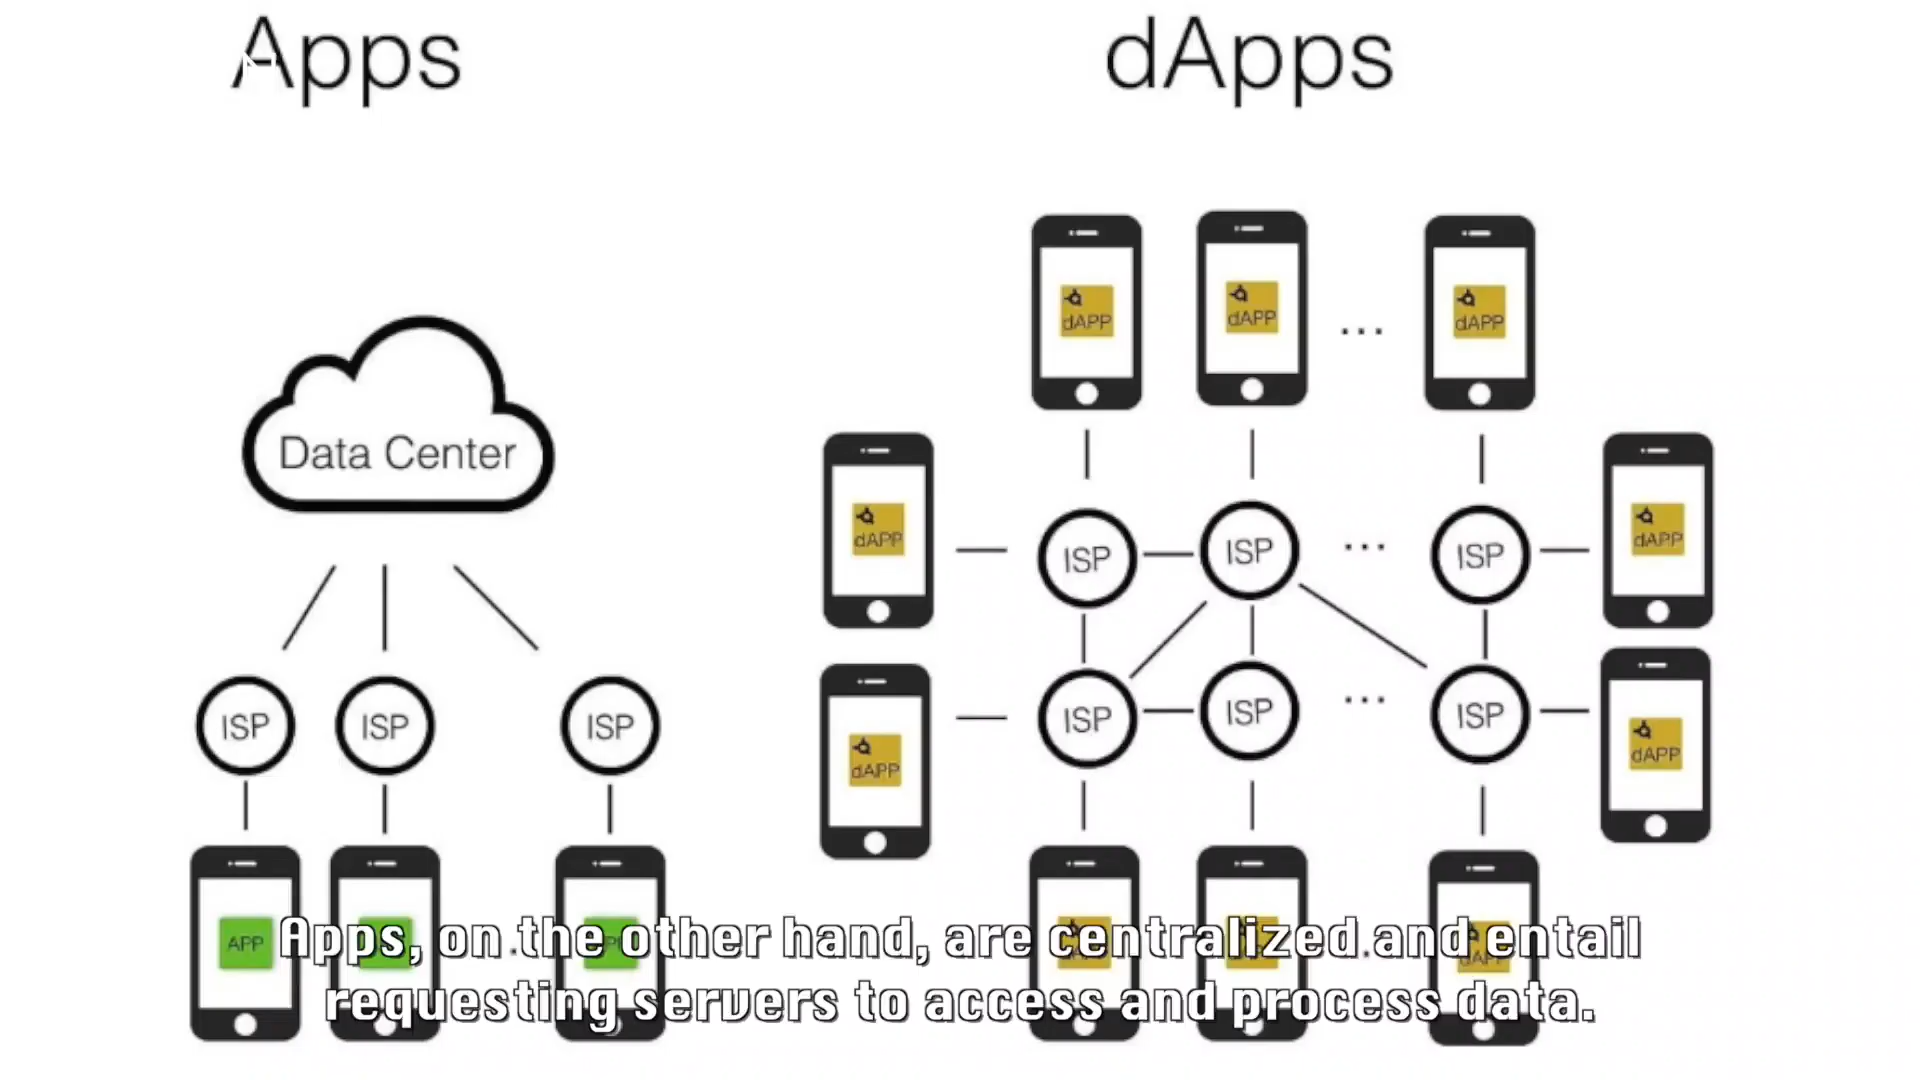 Apps
dApps
dAPP
dAPP
...
dAPP
Data Center
dAPP
dAPP
ISP
ISP
...
ISP
dAPP
dAPP
ISP
ISP
...
ISP
ISP
ISP
ISP
APP
Apps, on the other hand, are centralized and entail
requesting servers to access and process data.